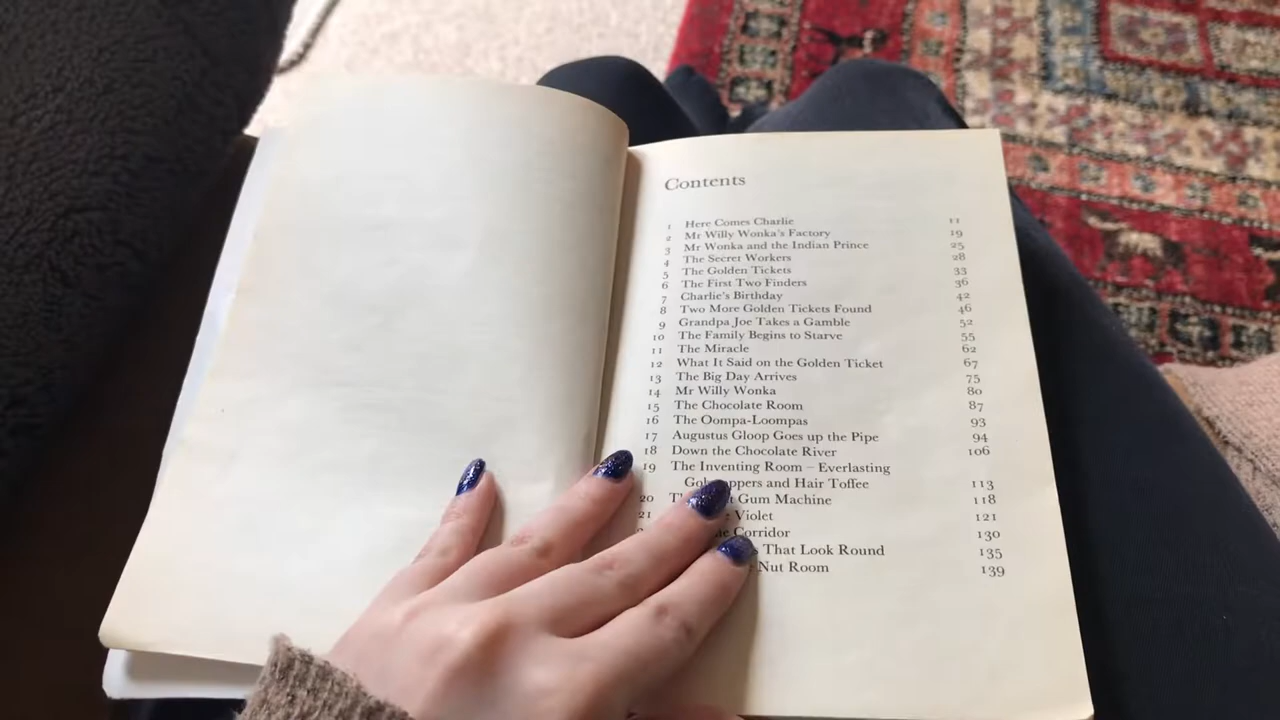 Contents
1 Here Comes Charlie 11
2 Mr Willy Wonka's Factory 19
3 Mr Wonka and the Indian Prince 25
4 The Secret Workers 28
5 The Golden Tickets 33
6 The First Two Finders 36
7 Charlie's Birthday 42
8 Two More Golden Tickets Found 46
9 Grandpa Joe Takes a Gamble 52
10 The Family Begins to Starve 55
11 The Miracle 62
12 What It Said on the Golden Ticket 67
13 The Big Day Arrives 75
14 Mr Willy Wonka 80
15 The Chocolate Room 87
16 The Oompa-Loompas 93
17 Augustus Gloop Goes up the Pipe 94
18 Down the Chocolate River 106
19 The Inventing Room – Everlasting
and Hair Toffee 113
20 Gum Machine 118
21 Violet 121
Corridor 130
That Look Round 135
Nut Room 139